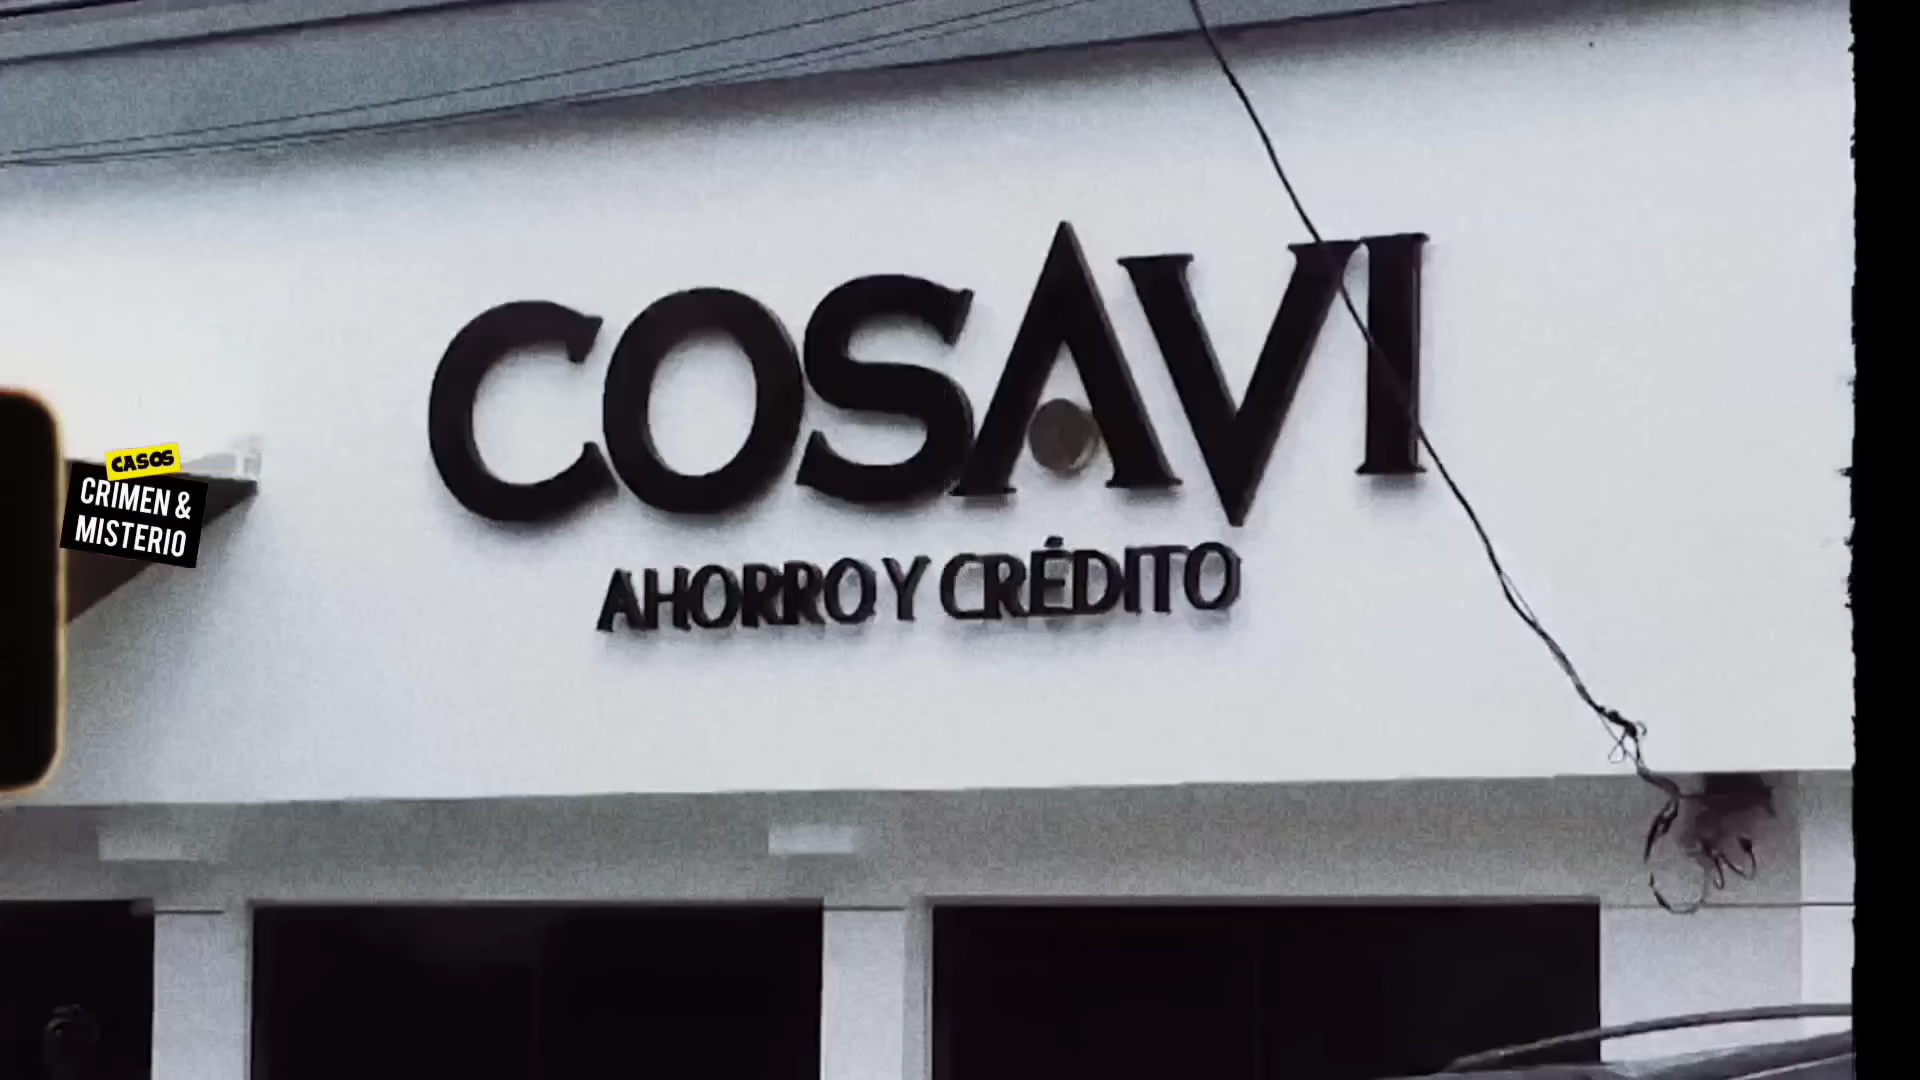 COSAVI
AHORRO Y CRÉDITO
CASOS
CRIMEN &
MISTERIO